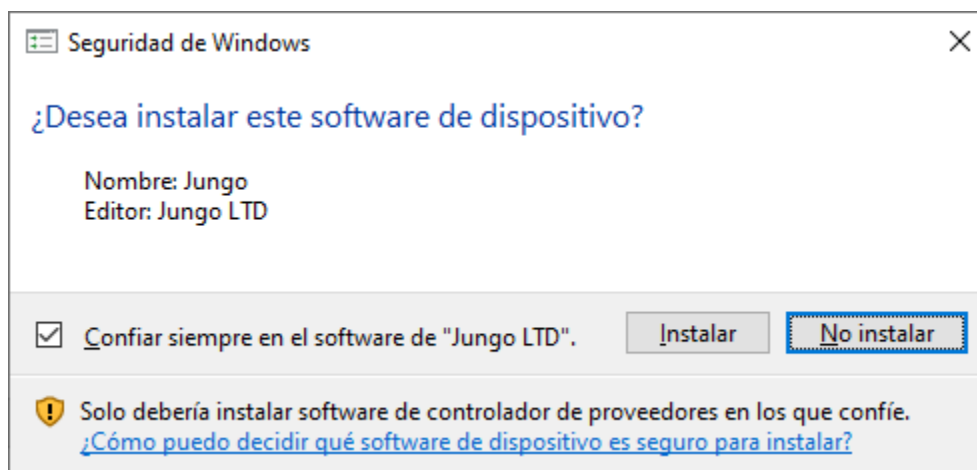 Seguridad de Windows
¿Desea instalar este software de dispositivo?
Nombre: Jungo
Editor: Jungo LTD
Confiar siempre en el software de "Jungo LTD".
Instalar
No instalar
Solo debería instalar software de controlador de proveedores en los que confíe.
¿Cómo puedo decidir qué software de dispositivo es seguro para instalar?